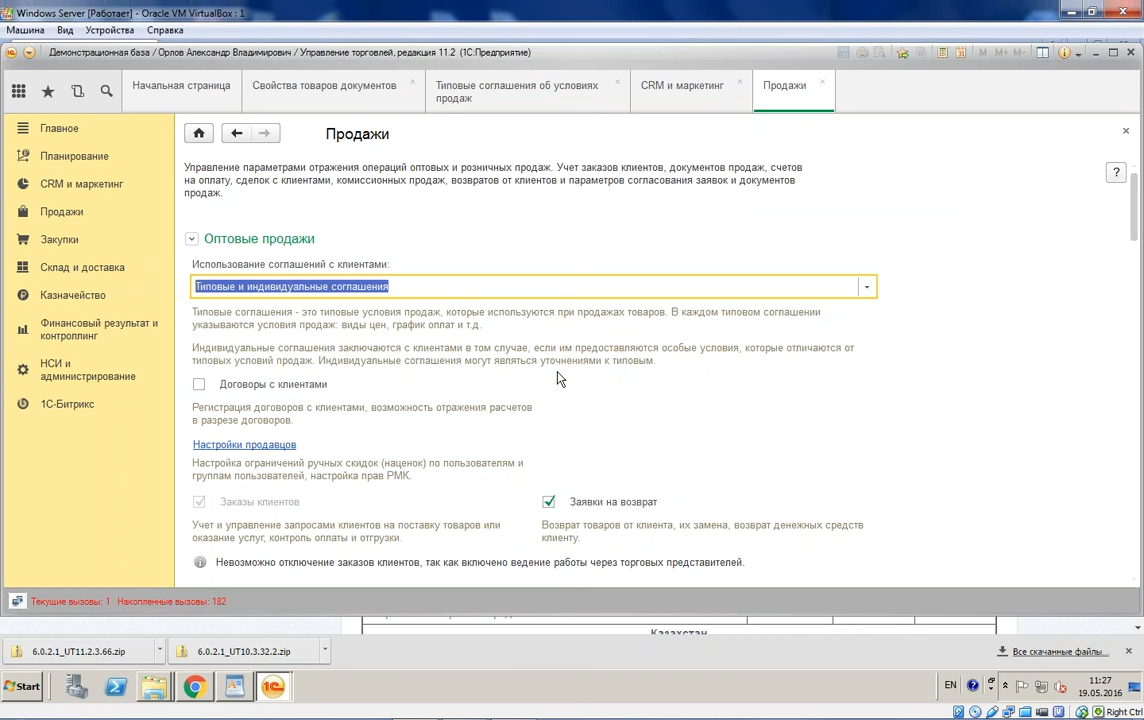 Windows Server [Работает] - Oracle VM VirtualBox : 1
Машина Вид Устройства Справка
Демонстрационная база / Орлов Александр Владимирович / Управление торговлей, редакция 11.2 (1С:Предприятие)
M M+ M-
Начальная страница
Свойства товаров документов
Типовые соглашения об условиях продаж
CRM и маркетинг
Продажи
Главное
Планирование
CRM и маркетинг
Продажи
Закупки
Склад и доставка
Казначейство
Финансовый результат и
контроллинг
НСИ и
администрирование
1С-Битрикс
Продажи
Управление параметрами отражения операций оптовых и розничных продаж. Учет заказов клиентов, документов продаж, счетов
на оплату, сделок с клиентами, комиссионных продаж, возвратов от клиентов и параметров согласования заявок и документов
продаж.
?
Оптовые продажи
Использование соглашений с клиентами:
Типовые и индивидуальные соглашения
Типовые соглашения - это типовые условия продаж, которые используются при продажах товаров. В каждом типовом соглашении
указываются условия продаж: виды цен, график оплат и т.д.
Индивидуальные соглашения заключаются с клиентами в том случае, если им предоставляются особые условия, которые отличаются от
типовых условий продаж. Индивидуальные соглашения могут являться уточнениями к типовым.
Договоры с клиентами
Регистрация договоров с клиентами, возможность отражения расчетов
в разрезе договоров.
Настройки продавцов
Настройка ограничений ручных скидок (наценок) по пользователям и
группам пользователей, настройка прав РМК.
Заказы клиентов
Учет и управление запросами клиентов на поставку товаров или
оказание услуг, контроль оплаты и отгрузки.
Заявки на возврат
Возврат товаров от клиента, их замена, возврат денежных средств
клиенту.
Невозможно отключение заказов клиентов, так как включено ведение работы через торговых представителей.
Текущие вызовы: 1 Накопленные вызовы: 182
Казахстан
6.0.2.1_UT11.2.3.66.zip
6.0.2.1_UT10.3.32.2.zip
Все скачанные файлы...
Start
EN
11:27
19.05.2016
Right Ctrl